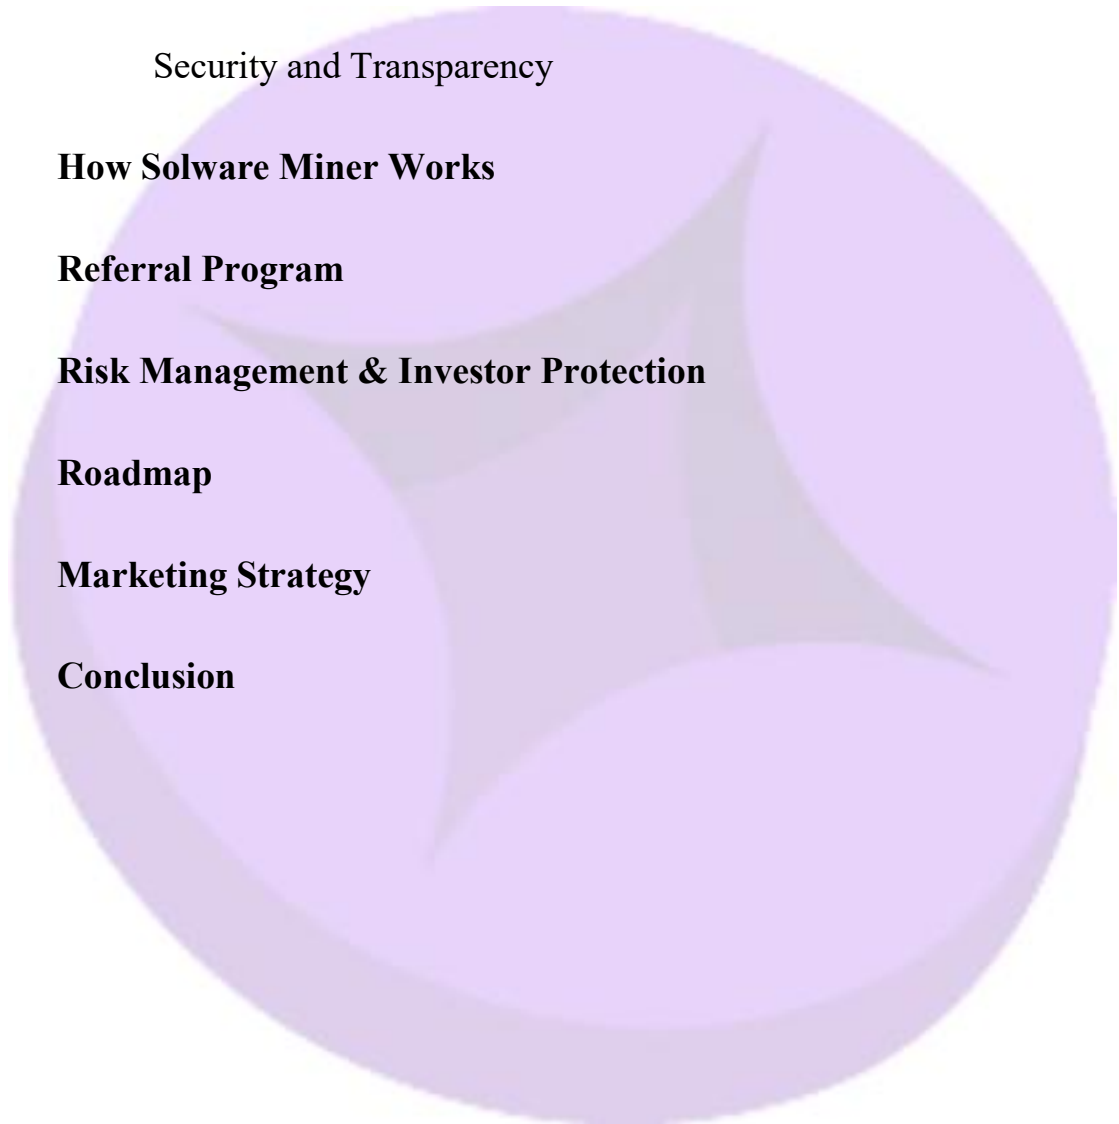 Security and Transparency
How Solware Miner Works
Referral Program
Risk Management & Investor Protection
Roadmap
Marketing Strategy
Conclusion